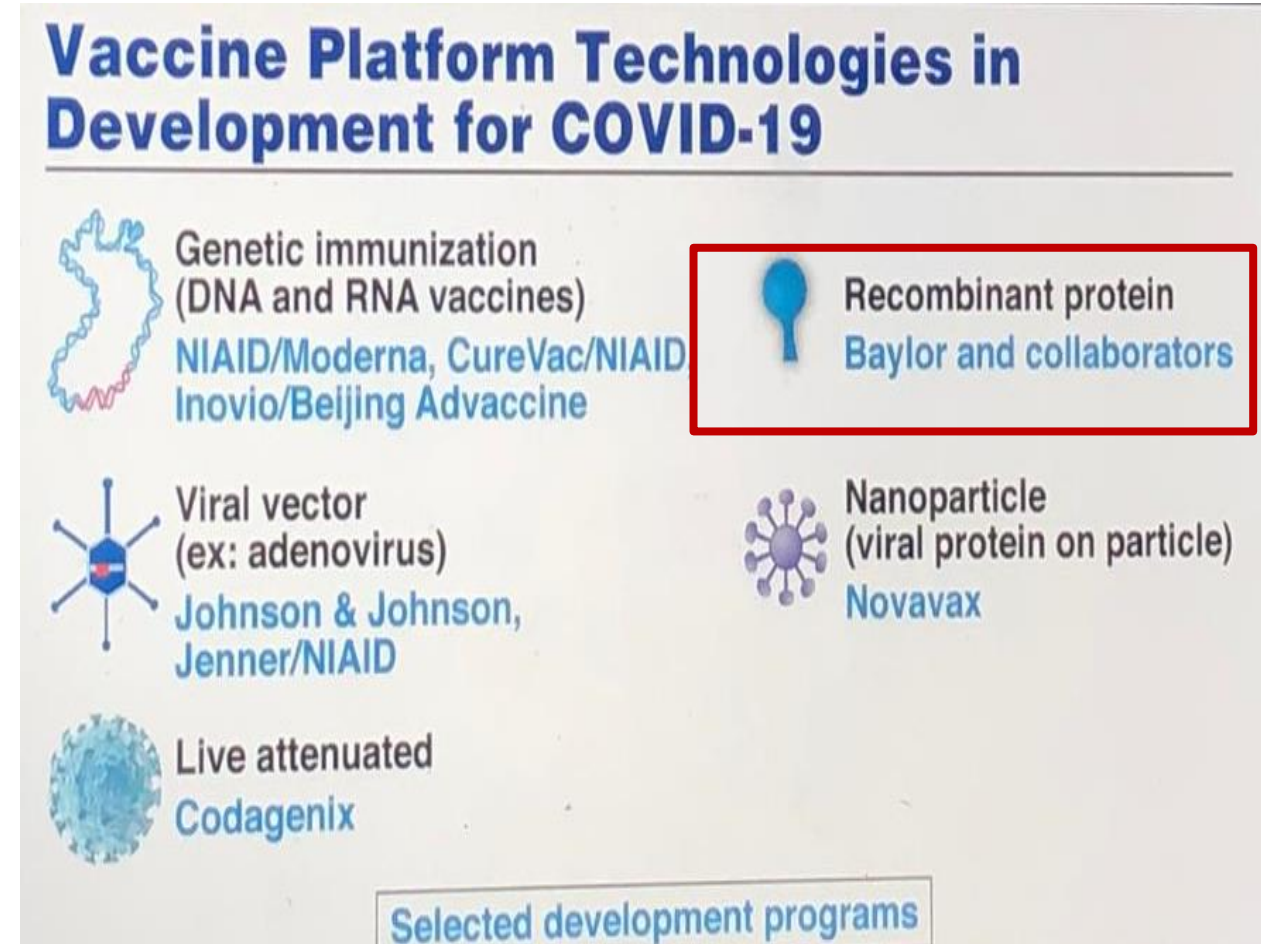 Vaccine Platform Technologies in
Development for COVID-19
Genetic immunization
(DNA and RNA vaccines)
NIAID/Moderna, CureVac/NIAID,
Inovio/Beijing Advaccine
Viral vector
(ex: adenovirus)
Johnson & Johnson,
Jenner/NIAID
Live attenuated
Codagenix
Recombinant protein
Baylor and collaborators
Nanoparticle
(viral protein on particle)
Novavax
Selected development programs